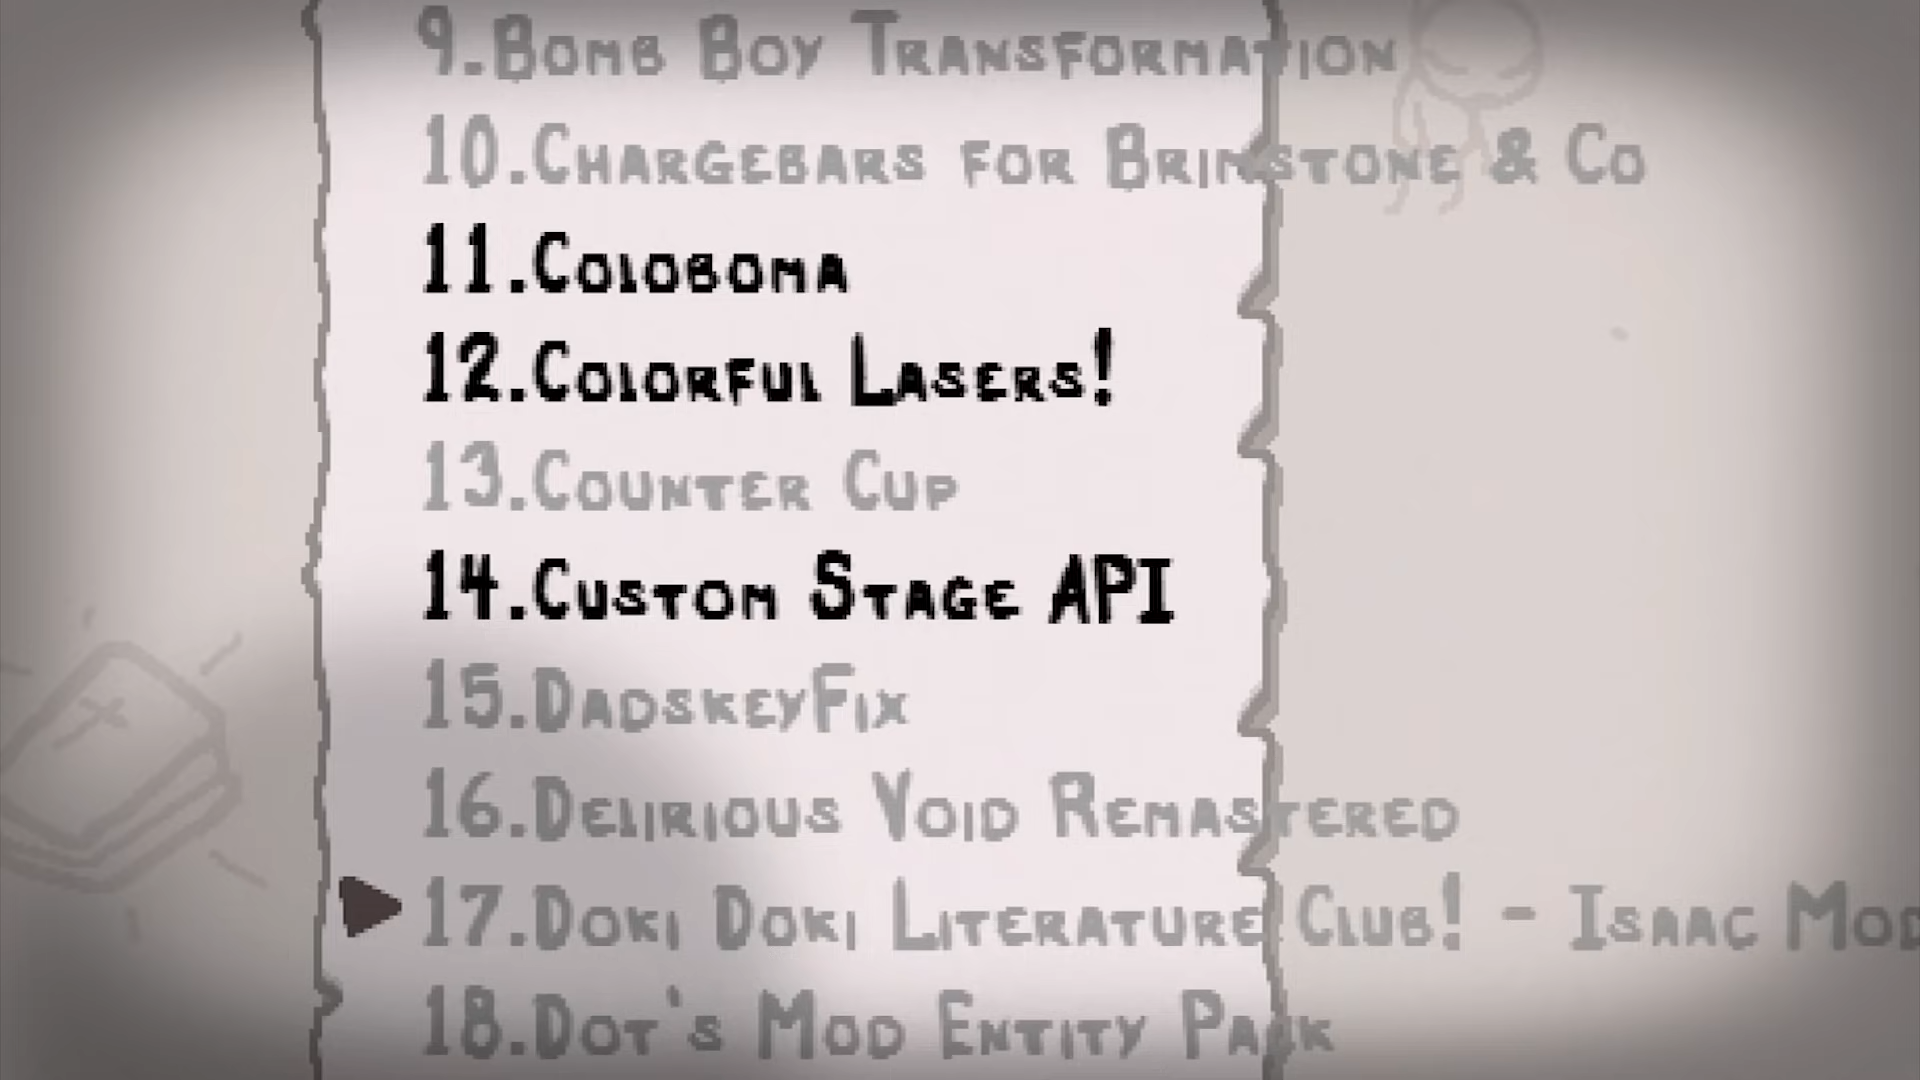 9.Bomb Boy Transformation
10.Chargebars for Brimstone & Co
11.Coloboma
12.Colorful Lasers!
13.Counter Cup
14.Custom Stage API
15.DadskeyFix
16.Delirious Void Remastered
17.Doki Doki Literature Club! - Isaac Mod
18.Dot's Mod Entity Pack